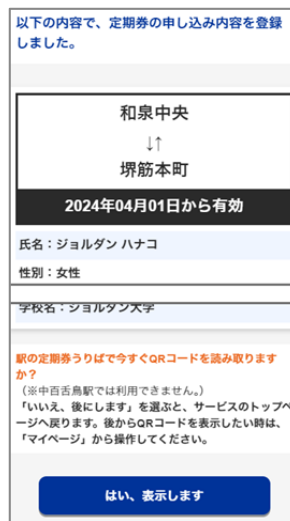 以下の内容で、定期券の申し込み内容を登録
しました。
和泉中央
↓↑
堺筋本町
2024年04月01日から有効
氏名：ジョルダン ハナコ
性別：女性
学校名：ジョルダン大学
駅の定期券うりばで今すぐQRコードを読み取ります
か？
（※中百舌鳥駅では利用できません。）
「いいえ、後にします」を選ぶと、サービスのトップペ
ージへ戻ります。後からQRコードを表示したい時は、
「マイページ」から操作してください。
はい、表示します